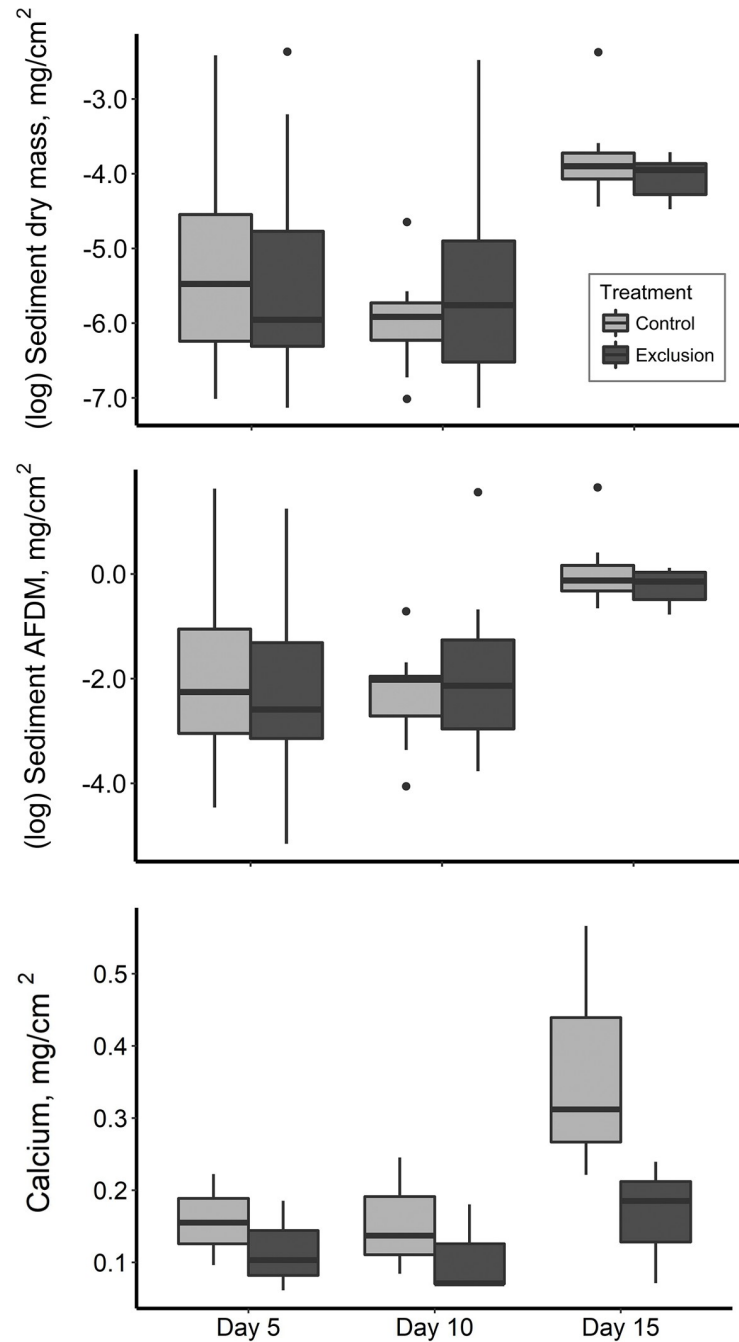 (log) Sediment dry mass, mg/cm²
-3.0
-4.0
-5.0
-6.0
-7.0
Treatment
Control
Exclusion
(log) Sediment AFDM, mg/cm²
0.0
-2.0
-4.0
Calcium, mg/cm²
0.5
0.4
0.3
0.2
0.1
Day 5
Day 10
Day 15